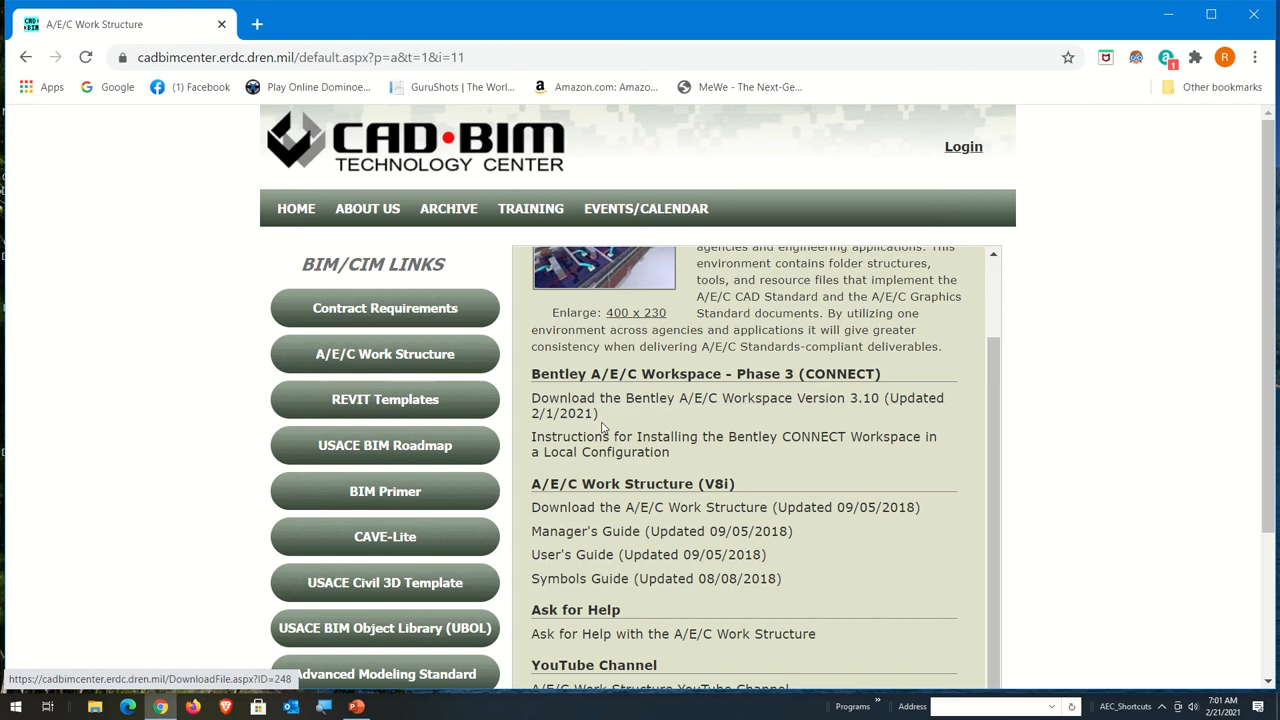 A/E/C Work Structure
cadbimcenter.erdc.dren.mil/default.aspx?p=a&t=1&i=11
1
R
Apps
Google
(1) Facebook
Play Online Dominoe...
GuruShots | The Worl...
Amazon.com: Amazo...
MeWe - The Next-Ge...
Other bookmarks
CAD•BIM
TECHNOLOGY CENTER
Login
HOME ABOUT US ARCHIVE TRAINING EVENTS/CALENDAR
BIM/CIM LINKS
Contract Requirements
A/E/C Work Structure
REVIT Templates
USACE BIM Roadmap
BIM Primer
CAVE-Lite
USACE Civil 3D Template
USACE BIM Object Library (UBOL)
Advanced Modeling Standard
agencies and engineering applications. This
environment contains folder structures,
tools, and resource files that implement the
A/E/C CAD Standard and the A/E/C Graphics
Enlarge: 400 x 230 Standard documents. By utilizing one
environment across agencies and applications it will give greater
consistency when delivering A/E/C Standards-compliant deliverables.
Bentley A/E/C Workspace - Phase 3 (CONNECT)
Download the Bentley A/E/C Workspace Version 3.10 (Updated
2/1/2021)
Instructions for Installing the Bentley CONNECT Workspace in
a Local Configuration
A/E/C Work Structure (V8i)
Download the A/E/C Work Structure (Updated 09/05/2018)
Manager's Guide (Updated 09/05/2018)
User's Guide (Updated 09/05/2018)
Symbols Guide (Updated 08/08/2018)
Ask for Help
Ask for Help with the A/E/C Work Structure
YouTube Channel
A/E/C Work Structure YouTube Channel
https://cadbimcenter.erdc.dren.mil/DownloadFile.aspx?ID=248
Programs
Address
AEC_Shortcuts
7:01 AM
2/21/2021